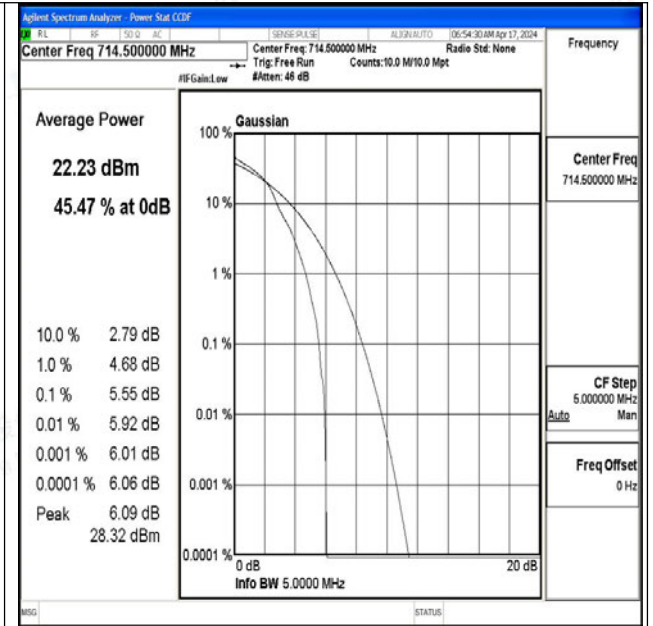 Agilent Spectrum Analyzer - Power Stat CCDF
RL RF 50 Ω AC SENSE:PULSE ALIGN AUTO 06:54:30 AM Apr 17, 2024
Center Freq 714.500000 MHz
Center Freq: 714.500000 MHz Radio Std: None
Trig: Free Run Counts:10.0 M/10.0 Mpt
#IFGain:Low #Atten: 46 dB
Frequency
Average Power
22.23 dBm
45.47 % at 0dB
10.0 % 2.79 dB
1.0 % 4.68 dB
0.1 % 5.55 dB
0.01 % 5.92 dB
0.001 % 6.01 dB
0.0001 % 6.06 dB
Peak 6.09 dB
28.32 dBm
Gaussian
100 %
10 %
1 %
0.1 %
0.01 %
0.001 %
0.0001 %
0 dB 20 dB
Info BW 5.0000 MHz
Center Freq
714.500000 MHz
CF Step
5.000000 MHz
Auto Man
Freq Offset
0 Hz
MSG STATUS